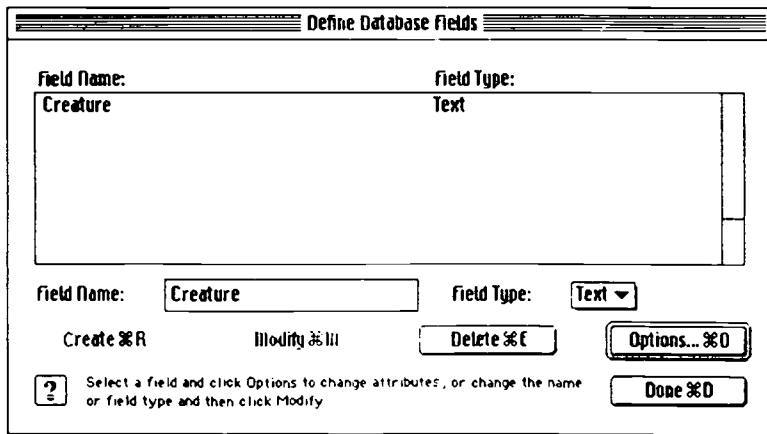 Define Database Fields
Field Name: Field Type:
Creature Text
Field Name: Creature Field Type: Text
Create ⌘R Modify ⌘M Delete ⌘E Options... ⌘O
? Select a field and click Options to change attributes, or change the name
or field type and then click Modify
Done ⌘D